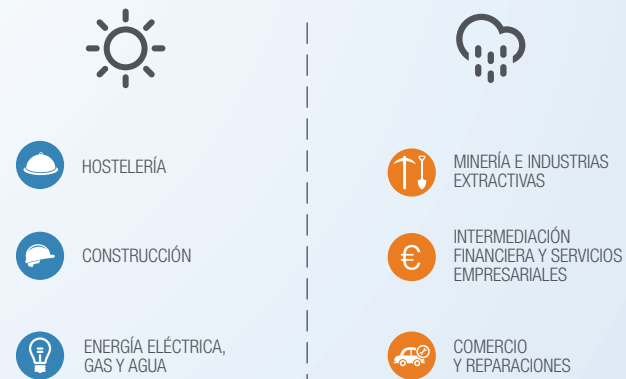 HOSTELERÍA
CONSTRUCCIÓN
ENERGÍA ELÉCTRICA,
GAS Y AGUA
MINERÍA E INDUSTRIAS
EXTRACTIVAS
€
INTERMEDIACIÓN
FINANCIERA Y SERVICIOS
EMPRESARIALES
COMERCIO
Y REPARACIONES